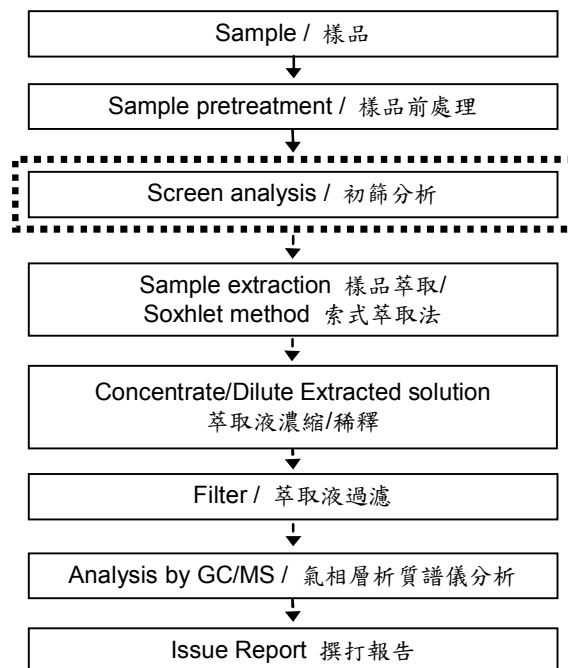 Sample / 樣品
Sample pretreatment / 樣品前處理
Screen analysis / 初篩分析
Sample extraction 樣品萃取/
Soxhlet method 索式萃取法
Concentrate/Dilute Extracted solution
萃取液濃縮/稀釋
Filter / 萃取液過濾
Analysis by GC/MS / 氣相層析質譜儀分析
Issue Report 撰打報告